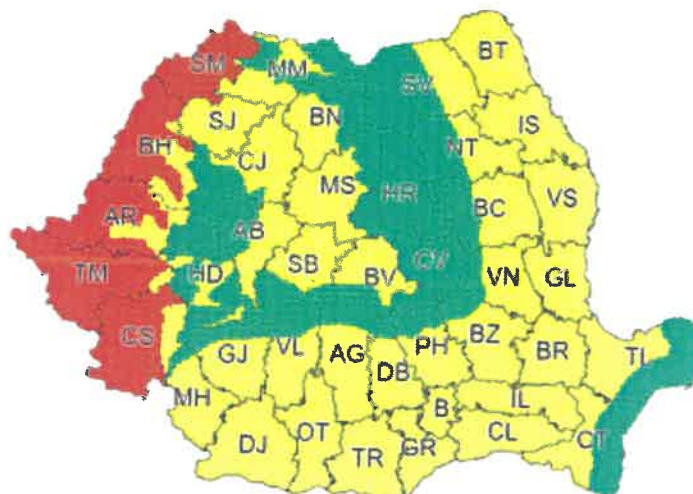 BT
SM
MM
SV
BN
SJ
IS
BH
NT
CJ
MS
HR
BC
VS
AR
AB
TM
HD
SB
BV
CV
VN
GL
CS
GJ
VL
AG
DB
PH
BZ
BR
TL
MH
B
IL
DJ
OT
TR
GR
CL
CT